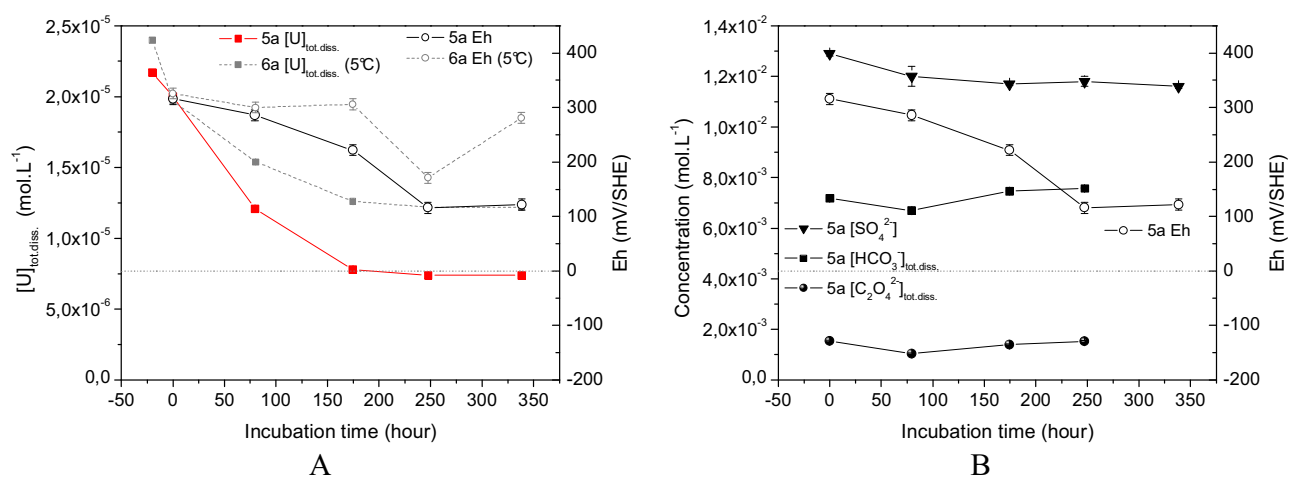 2,5x10⁻⁵
2,0x10⁻⁵
1,5x10⁻⁵
1,0x10⁻⁵
5,0x10⁻⁶
0,0
[U]tot.diss. (mol.L⁻¹)
5a [U]tot.diss.
5a Eh
6a [U]tot.diss. (5°C)
6a Eh (5°C)
400
300
200
100
0
-100
-200
Eh (mV/SHE)
-50 0 50 100 150 200 250 300 350
Incubation time (hour)
A
1,4x10⁻²
1,2x10⁻²
1,0x10⁻²
8,0x10⁻³
6,0x10⁻³
4,0x10⁻³
2,0x10⁻³
0,0
Concentration (mol.L⁻¹)
5a [SO₄²⁻]
5a Eh
5a [HCO₃⁻]tot.diss.
5a [C₂O₄²⁻]tot.diss.
400
300
200
100
0
-100
-200
Eh (mV/SHE)
-50 0 50 100 150 200 250 300 350
Incubation time (hour)
B